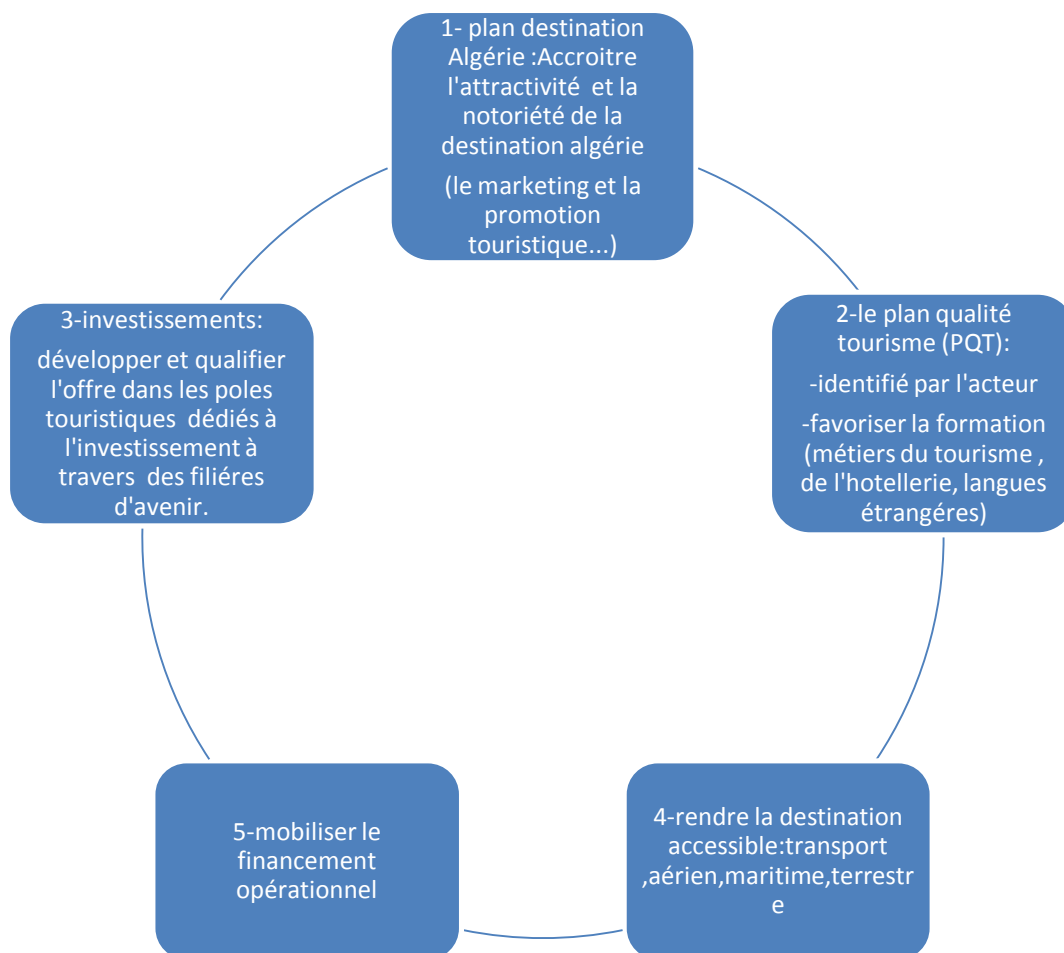 1- plan destination
Algérie :Accroitre
l'attractivité et la
notoriété de la
destination algérie
(le marketing et la
promotion
touristique...)
2-le plan qualité
tourisme (PQT):
-identifié par l'acteur
-favoriser la formation
(métiers du tourisme ,
de l'hotellerie, langues
étrangéres)
3-investissements:
développer et qualifier
l'offre dans les poles
touristiques dédiés à
l'investissement à
travers des filiéres
d'avenir.
4-rendre la destination
accessible:transport
,aérien,maritime,terrestr
e
5-mobiliser le
financement
opérationnel